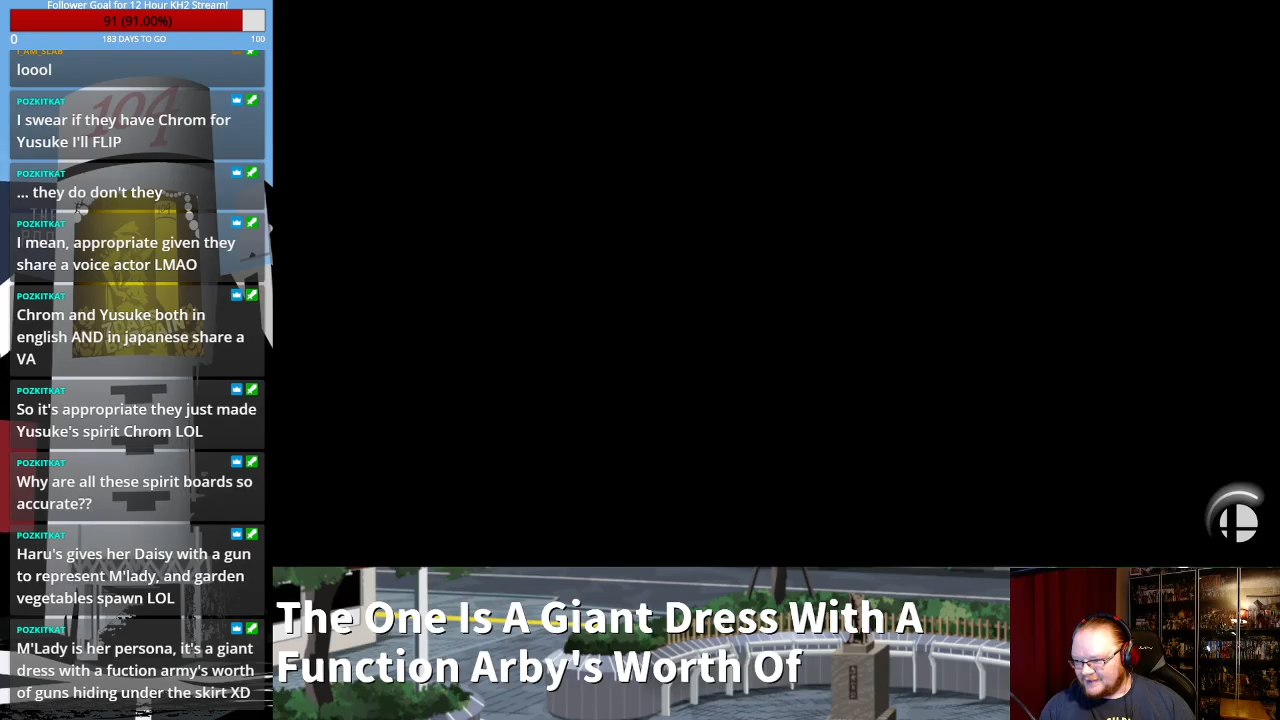 Follower Goal for 12 Hour KH2 Stream!
91 (91.00%)
0
183 DAYS TO GO
100
I_AM_SLAB
loool
POZKITKAT
I swear if they have Chrom for
Yusuke I'll FLIP
POZKITKAT
... they do don't they
POZKITKAT
I mean, appropriate given they
share a voice actor LMAO
POZKITKAT
Chrom and Yusuke both in
english AND in japanese share a
VA
POZKITKAT
So it's appropriate they just made
Yusuke's spirit Chrom LOL
POZKITKAT
Why are all these spirit boards so
accurate??
POZKITKAT
Haru's gives her Daisy with a gun
to represent M'lady, and garden
vegetables spawn LOL
POZKITKAT
M'Lady is her persona, it's a giant
dress with a fuction army's worth
of guns hiding under the skirt XD
104
BARGAIN
The One Is A Giant Dress With A
Function Arby's Worth Of